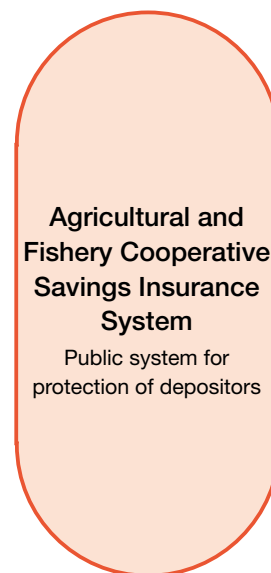 Agricultural and
Fishery Cooperative
Savings Insurance
System
Public system for
protection of depositors